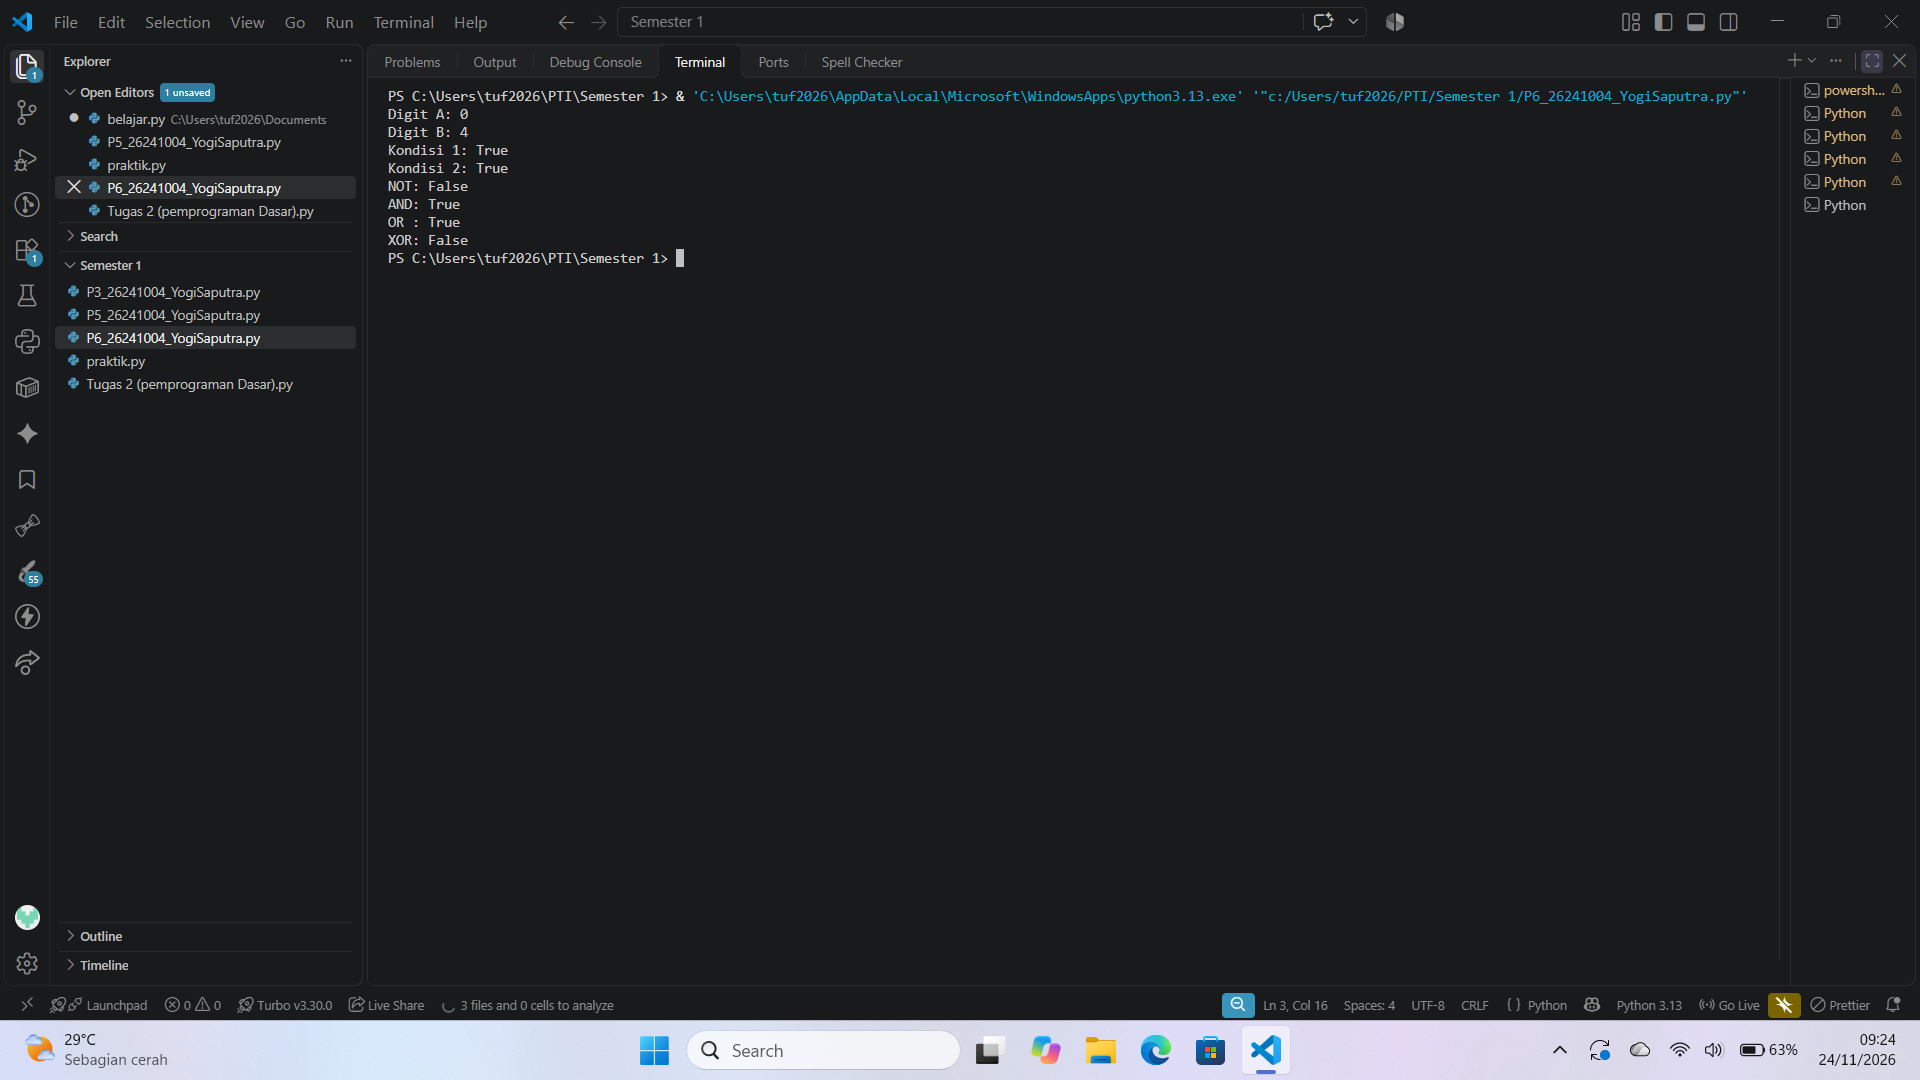 File Edit Selection View Go Run Terminal Help
Semester 1
Explorer
Open Editors 1 unsaved
belajar.py C:\Users\tuf2026\Documents
P5_26241004_YogiSaputra.py
praktik.py
P6_26241004_YogiSaputra.py
Tugas 2 (pemprograman Dasar).py
Search
Semester 1
P3_26241004_YogiSaputra.py
P5_26241004_YogiSaputra.py
P6_26241004_YogiSaputra.py
praktik.py
Tugas 2 (pemprograman Dasar).py
Outline
Timeline
1
1
55
Problems Output Debug Console Terminal Ports Spell Checker
PS C:\Users\tuf2026\PTI\Semester 1> & 'C:\Users\tuf2026\AppData\Local\Microsoft\WindowsApps\python3.13.exe' '"c:/Users/tuf2026/PTI/Semester 1/P6_26241004_YogiSaputra.py"'
Digit A: 0
Digit B: 4
Kondisi 1: True
Kondisi 2: True
NOT: False
AND: True
OR : True
XOR: False
PS C:\Users\tuf2026\PTI\Semester 1>
powersh...
Python
Python
Python
Python
Python
Launchpad 0 0 Turbo v3.30.0 Live Share 3 files and 0 cells to analyze
Ln 3, Col 16 Spaces: 4 UTF-8 CRLF {} Python Python 3.13 Go Live Prettier
29°C
Sebagian cerah
Search
63%
09:24
24/11/2026